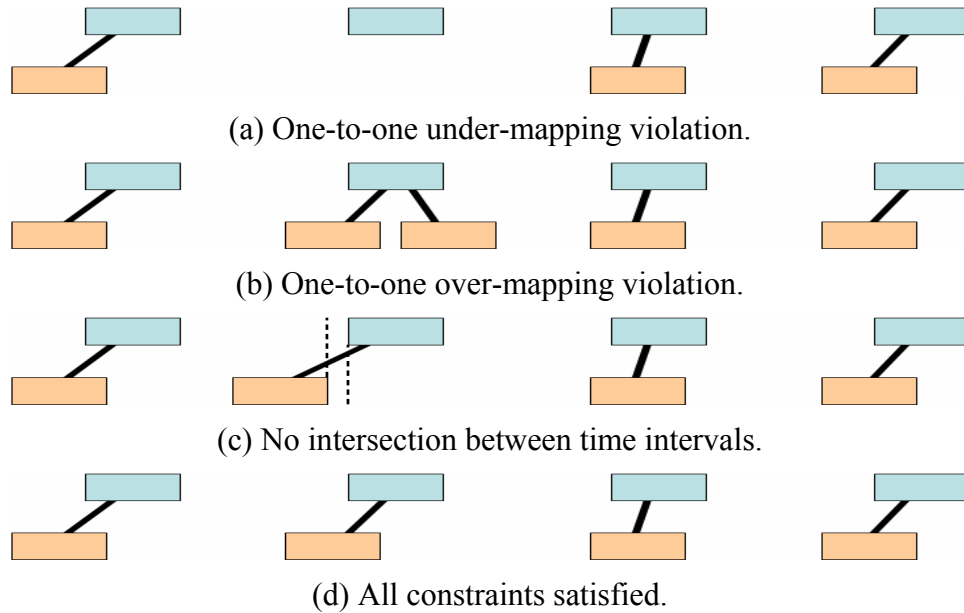 (a) One-to-one under-mapping violation.
(b) One-to-one over-mapping violation.
(c) No intersection between time intervals.
(d) All constraints satisfied.